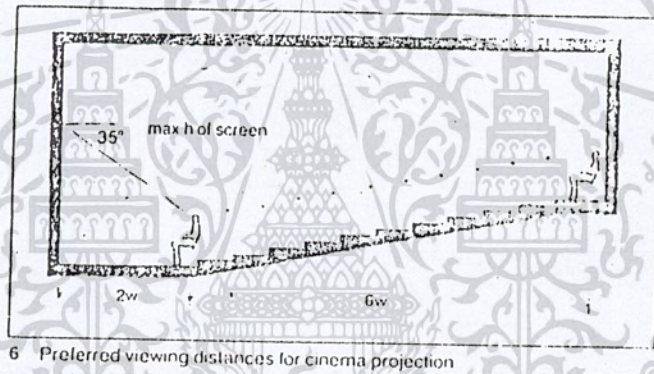 35° max h of screen
2w 6w
6 Preferred viewing distances for cinema projection